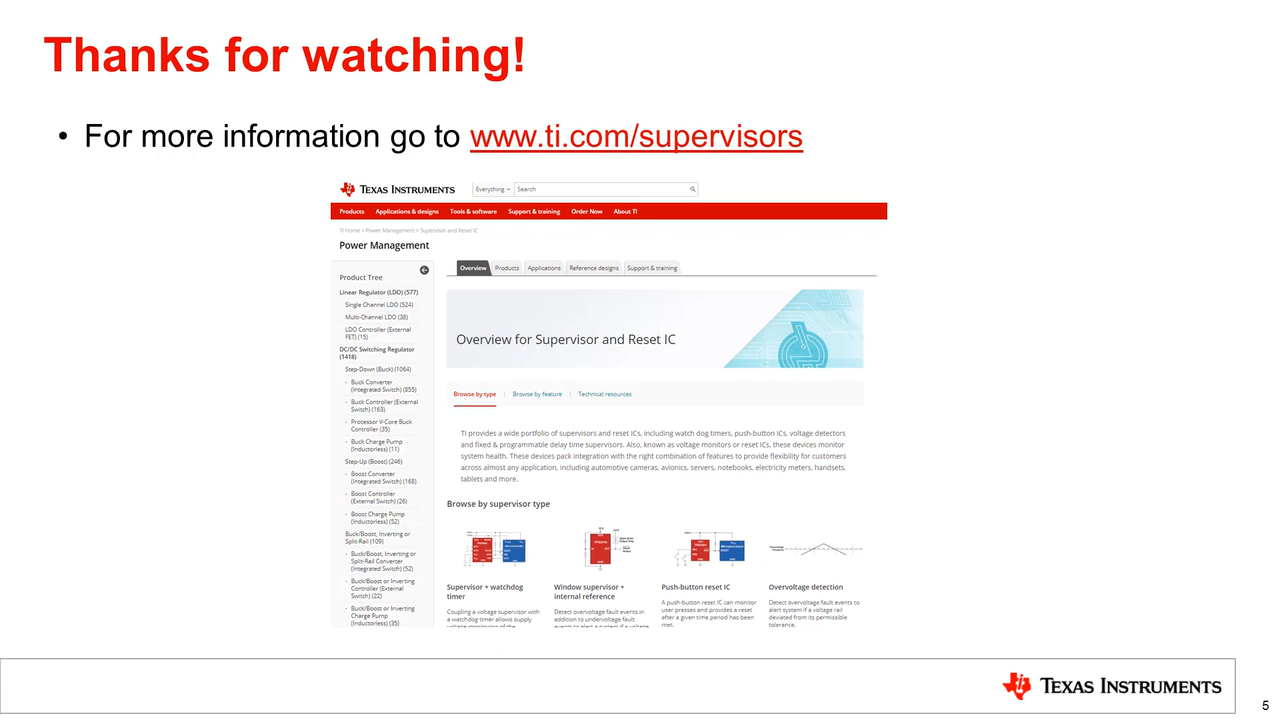 Thanks for watching!
• For more information go to www.ti.com/supervisors
TEXAS INSTRUMENTS
Everything
Search
Products
Applications & designs
Tools & software
Support & training
Order Now
About TI
TI Home > Power Management > Supervisor and Reset IC
Power Management
Product Tree
Linear Regulator (LDO) (577)
Single Channel LDO (524)
Multi-Channel LDO (38)
LDO Controller (External
FET) (15)
DC/DC Switching Regulator
(1418)
Step-Down (Buck) (1064)
- Buck Converter
(Integrated Switch) (855)
- Buck Controller (External
Switch) (163)
- Processor V-Core Buck
Controller (35)
- Buck Charge Pump
(Inductorless) (11)
Step-Up (Boost) (246)
- Boost Converter
(Integrated Switch) (168)
- Boost Controller
(External Switch) (26)
- Boost Charge Pump
(Inductorless) (52)
Buck/Boost, Inverting or
Split-Rail (109)
- Buck/Boost, Inverting or
Split-Rail Converter
(Integrated Switch) (52)
- Buck/Boost or Inverting
Controller (External
Switch) (22)
- Buck/Boost or Inverting
Charge Pump
(Inductorless) (35)
Overview
Products
Applications
Reference designs
Support & training
Overview for Supervisor and Reset IC
Browse by type | Browse by feature | Technical resources
TI provides a wide portfolio of supervisors and reset ICs, including watch dog timers, push-button ICs, voltage detectors
and fixed & programmable delay time supervisors. Also, known as voltage monitors or reset ICs, these devices monitor
system health. These devices pack integration with the right combination of features to provide flexibility for customers
across almost any application, including automotive cameras, avionics, servers, notebooks, electricity meters, handsets,
tablets and more.
Browse by supervisor type
Supervisor + watchdog
timer
Coupling a voltage supervisor with
a watchdog timer allows supply
voltage monitoring of the
Window supervisor +
internal reference
Detect overvoltage fault events in
addition to undervoltage fault
events to alert a system if a voltage
Push-button reset IC
A push-button reset IC can monitor
user presses and provides a reset
after a given time period has been
met.
Overvoltage detection
Detect overvoltage fault events to
alert system if a voltage rail
deviated from its permissible
tolerance.
TEXAS INSTRUMENTS
5